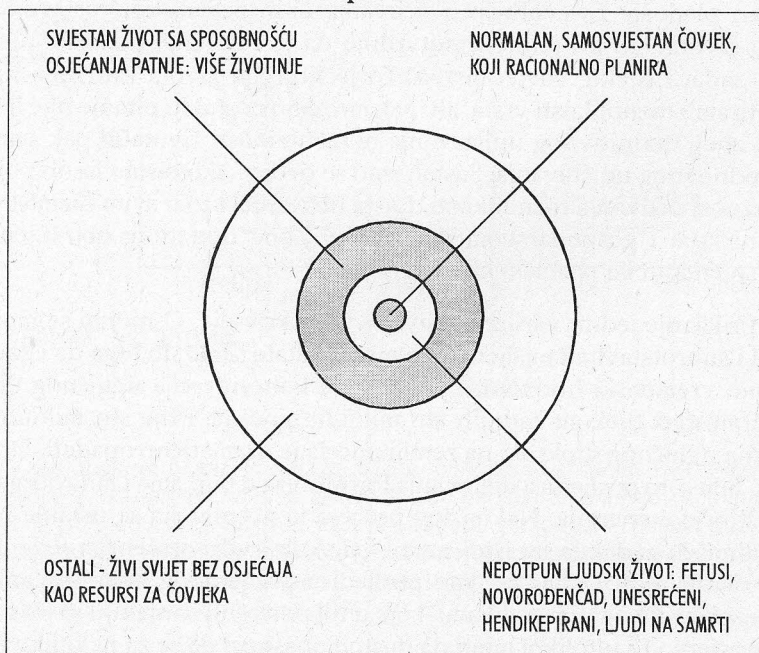 SVJESTAN ŽIVOT SA SPOSOBNOŠĆU
OSJEĆANJA PATNJE: VIŠE ŽIVOTINJE
NORMALAN, SAMOSVJESTAN ČOVJEK,
KOJI RACIONALNO PLANIRA
OSTALI - ŽIVI SVIJET BEZ OSJEĆAJA
KAO RESURSI ZA ČOVJEKA
NEPOTPUN LJUDSKI ŽIVOT: FETUSI,
NOVOROĐENČAD, UNESREĆENI,
HENDIKEPIRANI, LJUDI NA SAMRTI